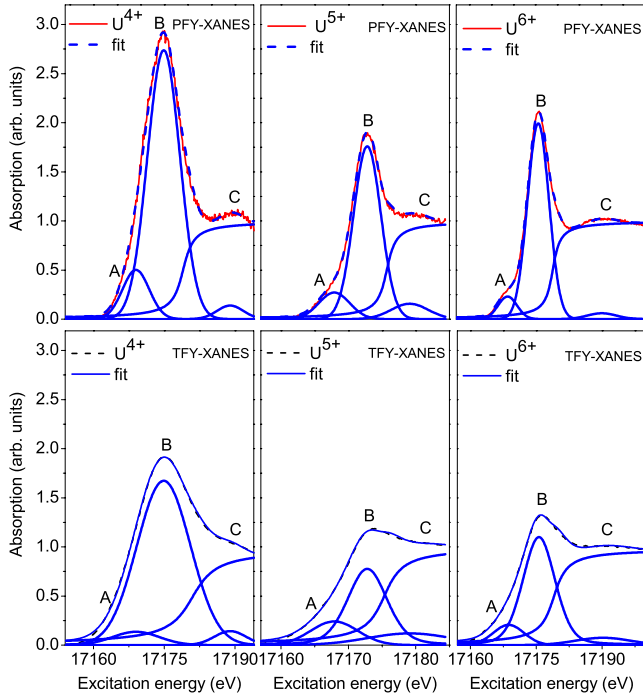 U4+ PFY-XANES
fit
B
A
C
U5+ PFY-XANES
fit
B
A
C
U6+ PFY-XANES
fit
B
A
C
Absorption (arb. units)
3.0
2.5
2.0
1.5
1.0
0.5
0.0
U4+ TFY-XANES
fit
B
A
C
U5+ TFY-XANES
fit
B
A
C
U6+ TFY-XANES
fit
B
A
C
Absorption (arb. units)
3.0
2.5
2.0
1.5
1.0
0.5
0.0
17160 17175 17190 17160 17170 17180 17160 17175 17190
Excitation energy (eV) Excitation energy (eV) Excitation energy (eV)